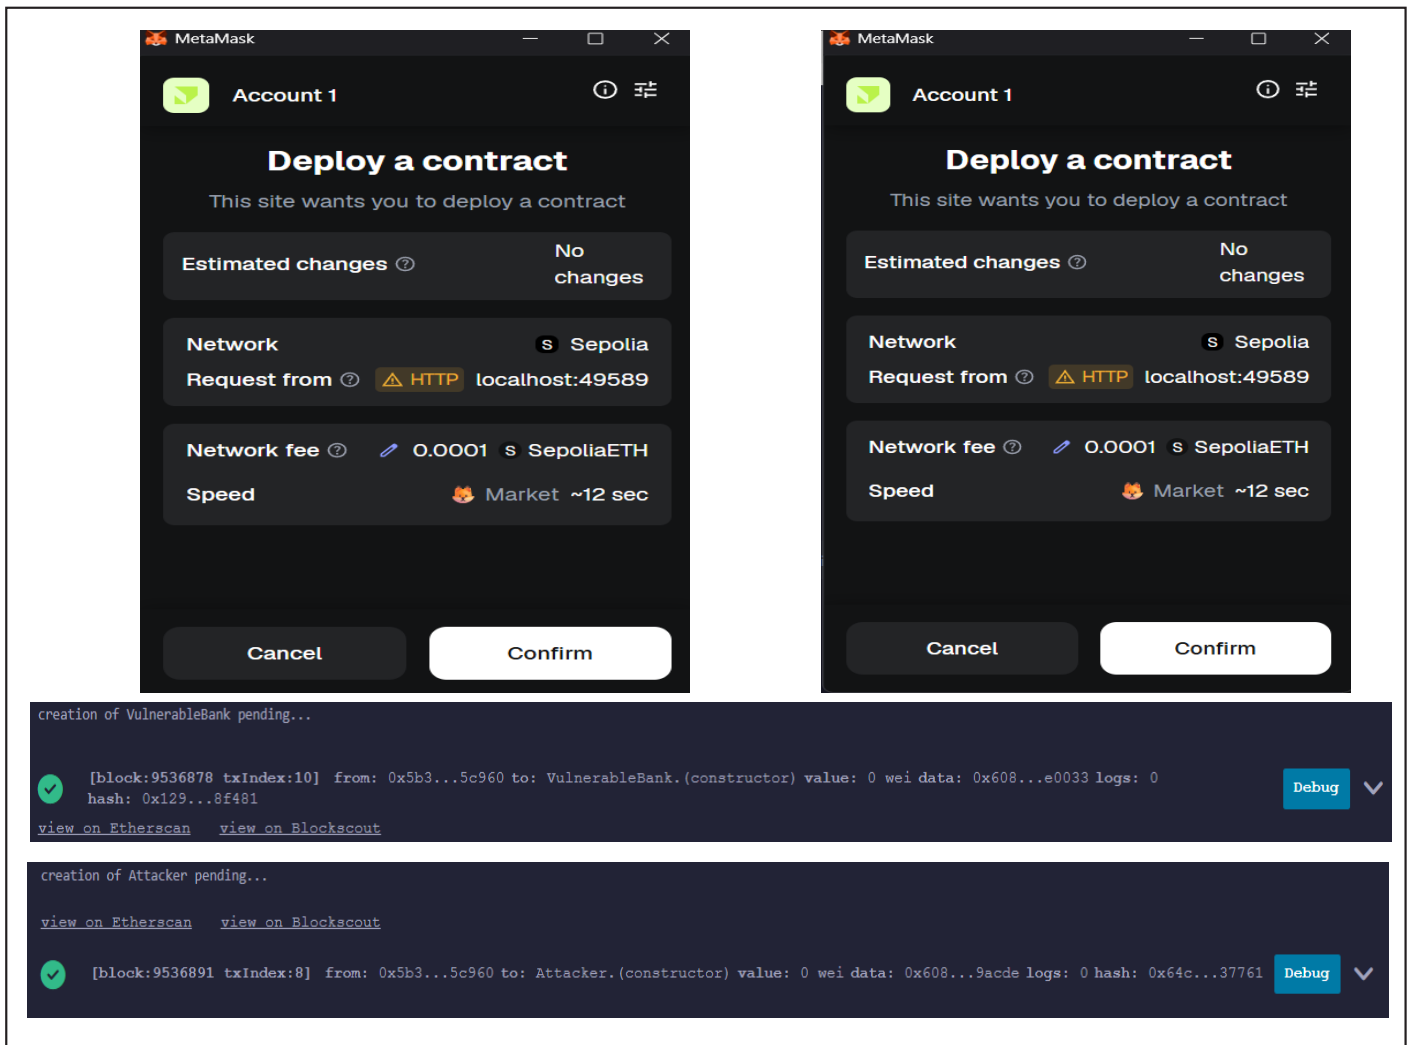 MetaMask
Account 1
Deploy a contract
This site wants you to deploy a contract
Estimated changes
No changes
Network
S Sepolia
Request from HTTP localhost:49589
Network fee 0.0001 S SepoliaETH
Speed Market ~12 sec
Cancel
Confirm
MetaMask
Account 1
Deploy a contract
This site wants you to deploy a contract
Estimated changes
No changes
Network
S Sepolia
Request from HTTP localhost:49589
Network fee 0.0001 S SepoliaETH
Speed Market ~12 sec
Cancel
Confirm
creation of VulnerableBank pending...
[block:9536878 txIndex:10] from: 0x5b3...5c960 to: VulnerableBank.(constructor) value: 0 wei data: 0x608...e0033 logs: 0
hash: 0x129...8f481
Debug
view on Etherscan view on Blockscout
creation of Attacker pending...
view on Etherscan view on Blockscout
[block:9536891 txIndex:8] from: 0x5b3...5c960 to: Attacker.(constructor) value: 0 wei data: 0x608...9acde logs: 0 hash: 0x64c...37761
Debug